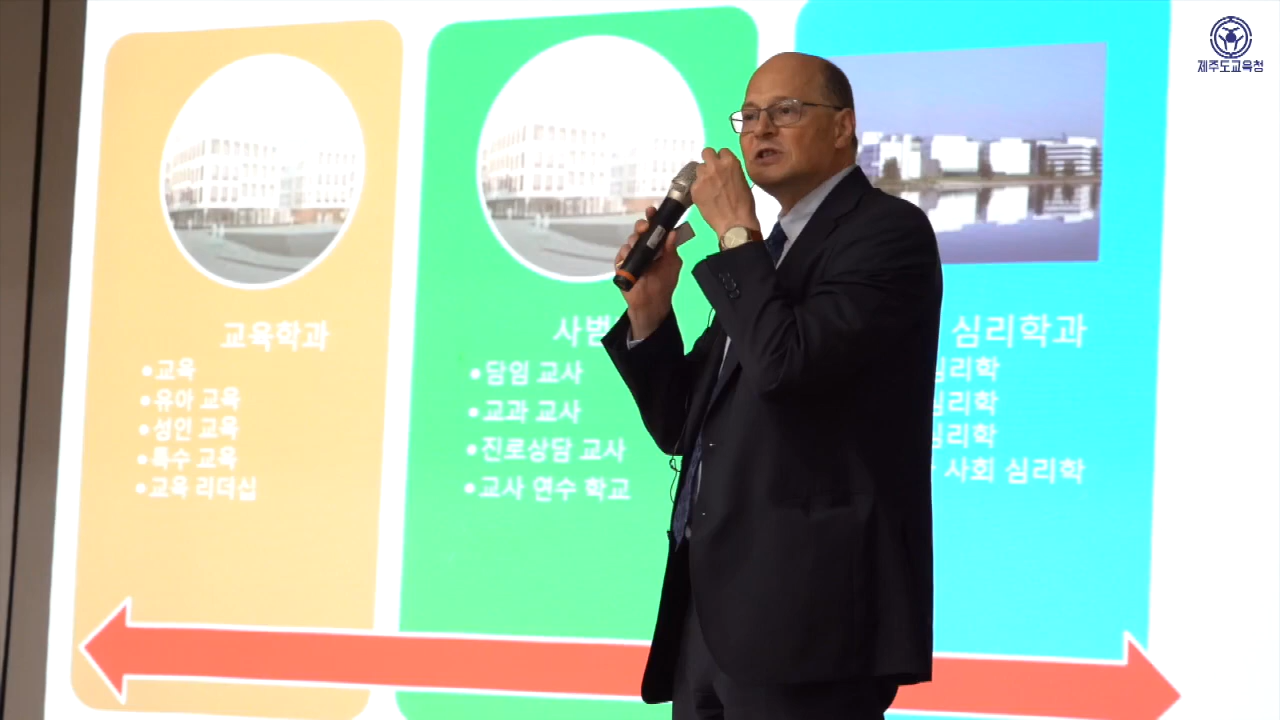 제주도교육청
교육학과
•교육
•유아 교육
•성인 교육
•특수 교육
•교육 리더십
사범
•담임 교사
•교과 교사
•진로상담 교사
•교사 연수 학교
심리학과
심리학
심리학
심리학
사회 심리학